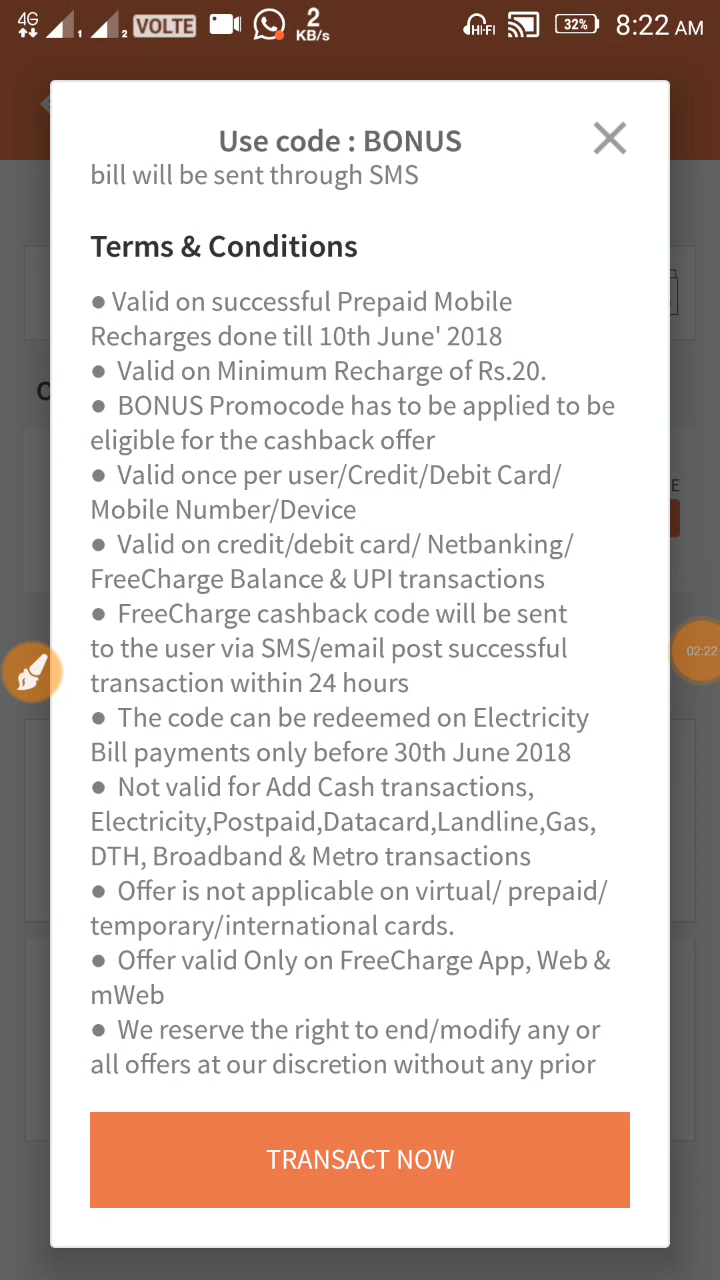 4G 1 2 VOLTE 2 KB/s HI-FI 32% 8:22 AM
Use code : BONUS
bill will be sent through SMS
Terms & Conditions
● Valid on successful Prepaid Mobile
Recharges done till 10th June' 2018
● Valid on Minimum Recharge of Rs.20.
● BONUS Promocode has to be applied to be
eligible for the cashback offer
● Valid once per user/Credit/Debit Card/
Mobile Number/Device
● Valid on credit/debit card/ Netbanking/
FreeCharge Balance & UPI transactions
● FreeCharge cashback code will be sent
to the user via SMS/email post successful
transaction within 24 hours
● The code can be redeemed on Electricity
Bill payments only before 30th June 2018
● Not valid for Add Cash transactions,
Electricity,Postpaid,Datacard,Landline,Gas,
DTH, Broadband & Metro transactions
● Offer is not applicable on virtual/ prepaid/
temporary/international cards.
● Offer valid Only on FreeCharge App, Web &
mWeb
● We reserve the right to end/modify any or
all offers at our discretion without any prior
TRANSACT NOW
02:22